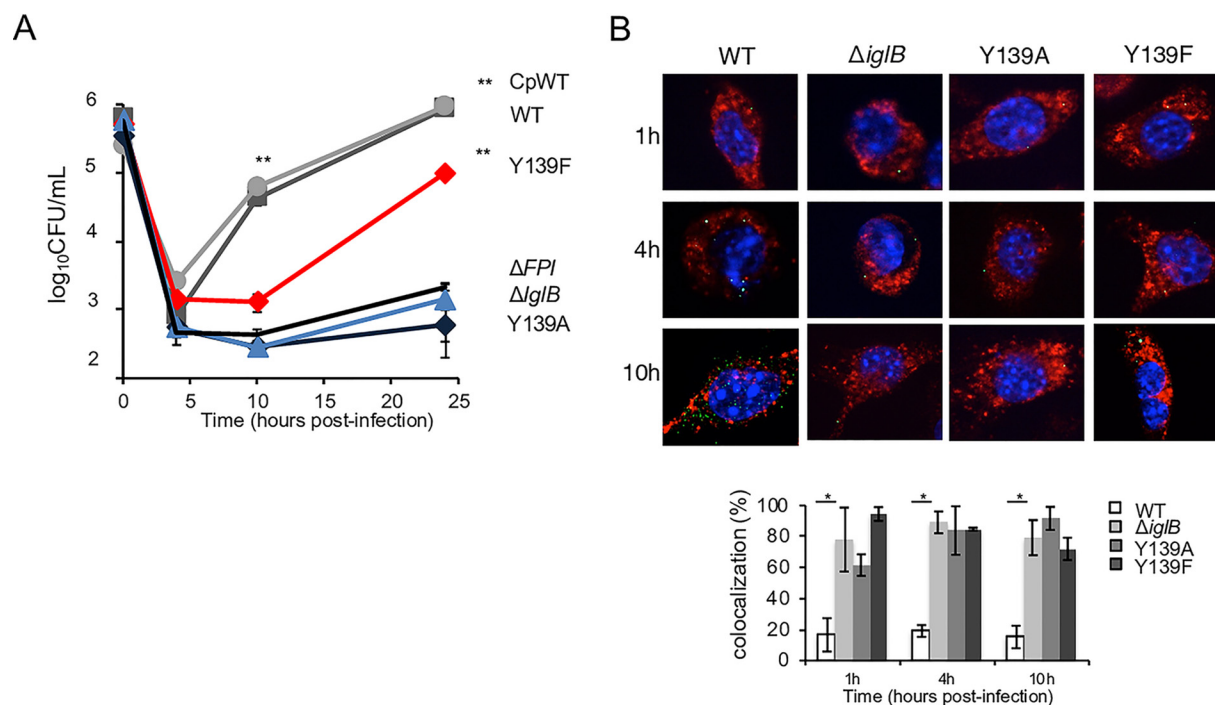 A
** CpWT
WT
** Y139F
ΔFPI
ΔIglB
Y139A
**
log10CFU/mL
6
5
4
3
2
0 5 10 15 20 25
Time (hours post-infection)
B
WT ΔiglB Y139A Y139F
1h
4h
10h
colocalization (%)
100
80
60
40
20
0
* * *
WT
ΔiglB
Y139A
Y139F
1h 4h 10h
Time (hours post-infection)